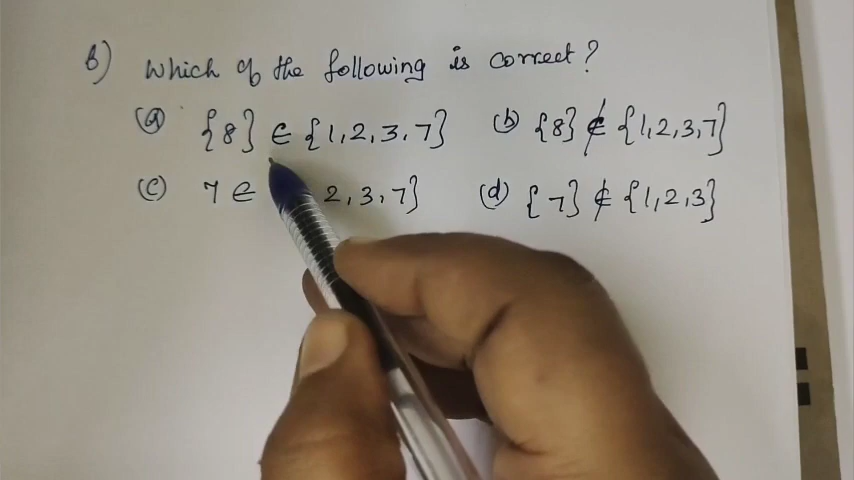 8) Which of the following is correct?
(a) {8} ∈ {1,2,3,7} (b) {8} ∉ {1,2,3,7}
(c) 7 ∈ 2,3,7} (d) {7} ∉ {1,2,3}